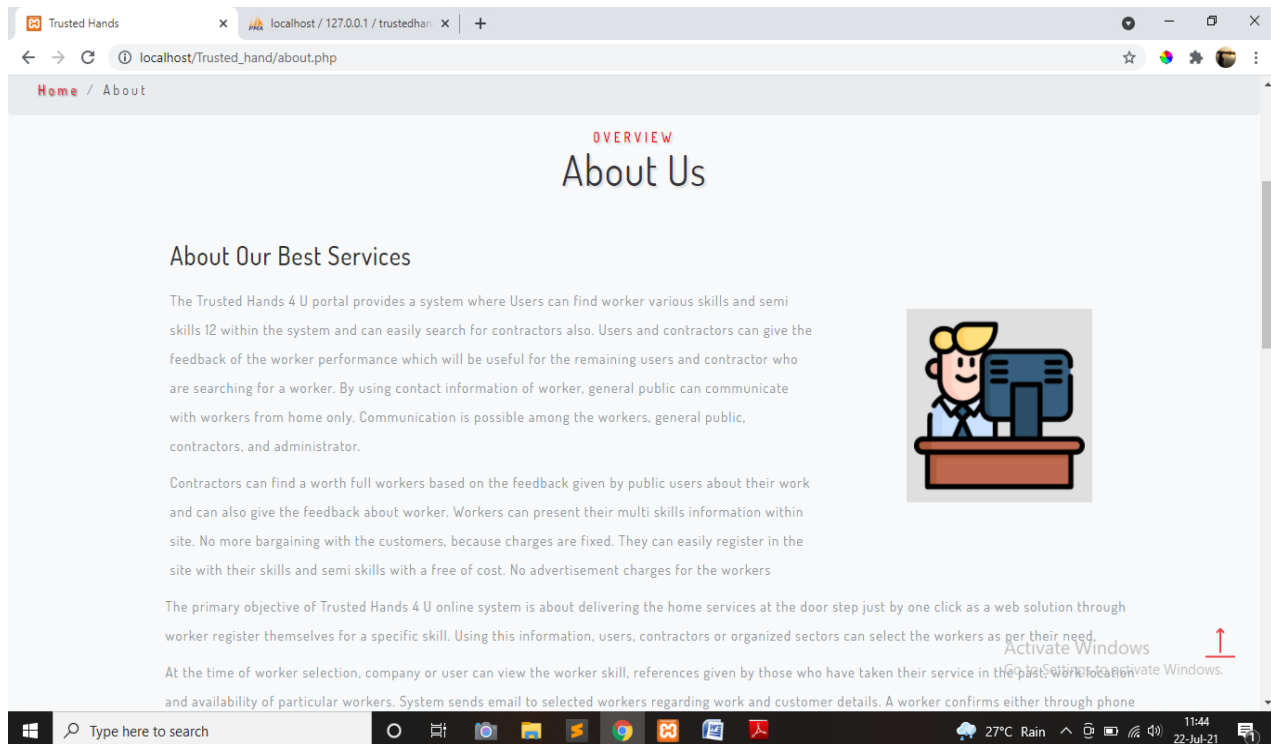 Trusted Hands
localhost / 127.0.0.1 / trustedhan
localhost/Trusted_hand/about.php
Home / About
OVERVIEW
About Us
About Our Best Services
The Trusted Hands 4 U portal provides a system where Users can find worker various skills and semi
skills 12 within the system and can easily search for contractors also. Users and contractors can give the
feedback of the worker performance which will be useful for the remaining users and contractor who
are searching for a worker. By using contact information of worker, general public can communicate
with workers from home only. Communication is possible among the workers, general public,
contractors, and administrator.
Contractors can find a worth full workers based on the feedback given by public users about their work
and can also give the feedback about worker. Workers can present their multi skills information within
site. No more bargaining with the customers, because charges are fixed. They can easily register in the
site with their skills and semi skills with a free of cost. No advertisement charges for the workers
The primary objective of Trusted Hands 4 U online system is about delivering the home services at the door step just by one click as a web solution through
worker register themselves for a specific skill. Using this information, users, contractors or organized sectors can select the workers as per their need.
Activate Windows
At the time of worker selection, company or user can view the worker skill, references given by those who have taken their service in the past, work location
Go to Settings to activate Windows.
and availability of particular workers. System sends email to selected workers regarding work and customer details. A worker confirms either through phone
Type here to search
27°C Rain
11:44
22-Jul-21
1